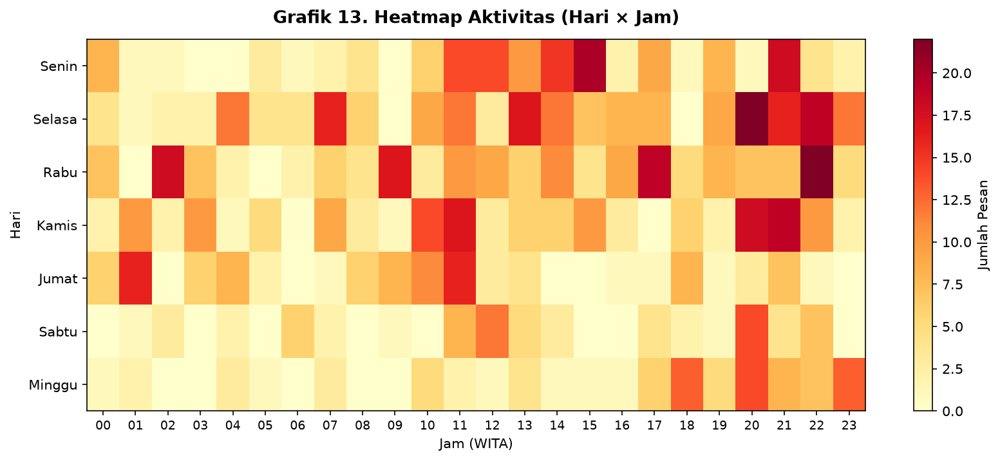 Grafik 13. Heatmap Aktivitas (Hari × Jam)
Hari
Senin
Selasa
Rabu
Kamis
Jumat
Sabtu
Minggu
00 01 02 03 04 05 06 07 08 09 10 11 12 13 14 15 16 17 18 19 20 21 22 23
Jam (WITA)
20.0
17.5
15.0
12.5
10.0
7.5
5.0
2.5
0.0
Jumlah Pesan